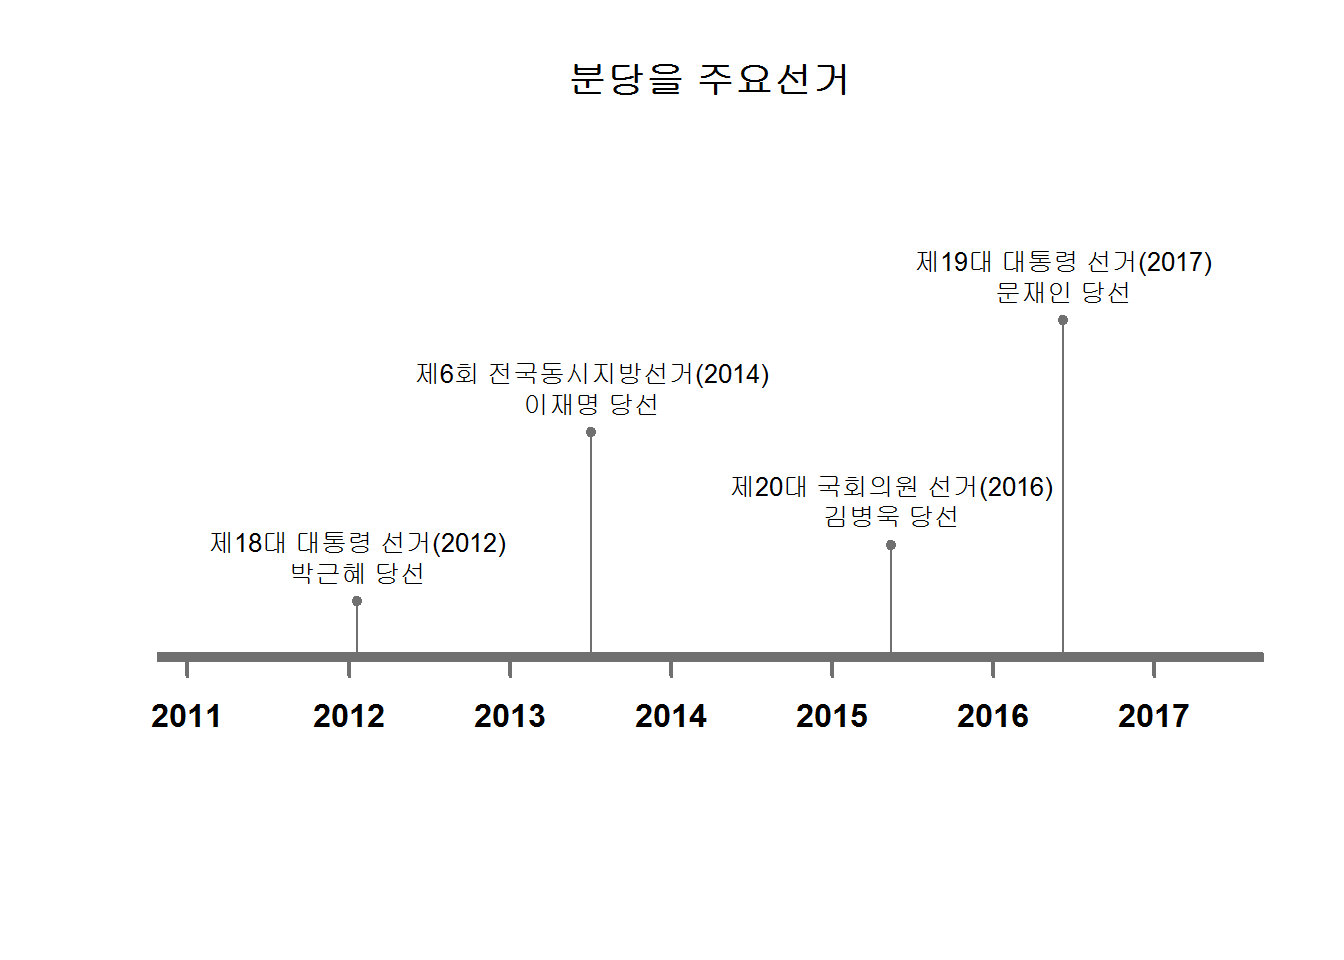 분당을 주요선거
제19대 대통령 선거(2017)
문재인 당선
제6회 전국동시지방선거(2014)
이재명 당선
제20대 국회의원 선거(2016)
김병욱 당선
제18대 대통령 선거(2012)
박근혜 당선
2011 2012 2013 2014 2015 2016 2017